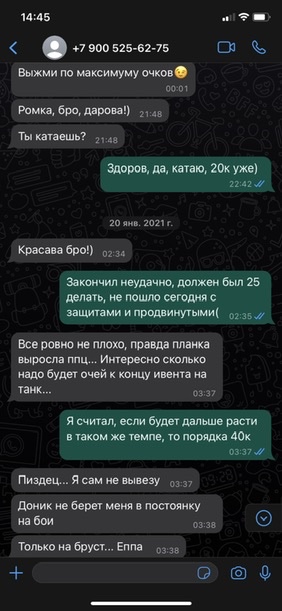 14:45
+7 900 525-62-75
Выжми по максимуму очков😉
00:01
Ромка, бро, дарова!)
21:48
Ты катаешь?
21:48
Здоров, да, катаю, 20к уже)
22:42
20 янв. 2021 г.
Красава бро!)
02:34
Закончил неудачно, должен был 25
делать, не пошло сегодня с
защитами и продвинутыми(
02:35
Все ровно не плохо, правда планка
выросла ппц... Интересно сколько
надо будет очей к концу ивента на
танк...
03:37
Я считал, если будет дальше расти
в таком же темпе, то порядка 40к
03:37
Пиздец... Я сам не вывезу
03:37
Доник не берет меня в постоянку
на бои
03:38
Только на бруст... Еппа
03:38